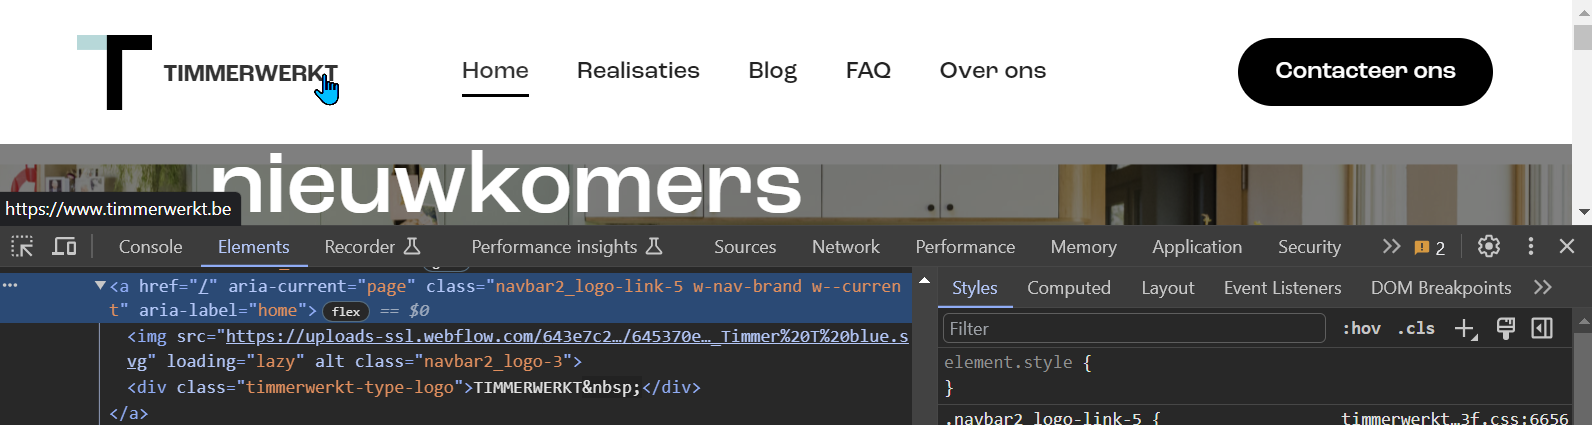 TIMMERWERKT
Home Realisaties Blog FAQ Over ons Contacteer ons
nieuwkomers
https://www.timmerwerkt.be
Console Elements Recorder Performance insights Sources Network Performance Memory Application Security 2
<a href="/" aria-current="page" class="navbar2_logo-link-5 w-nav-brand w--curren
t" aria-label="home"> flex == $0
<img src="https://uploads-ssl.webflow.com/643e7c2…/645370e…_Timmer%20T%20blue.s
vg" loading="lazy" alt class="navbar2_logo-3">
<div class="timmerwerkt-type-logo">TIMMERWERKT&nbsp;</div>
</a>
Styles Computed Layout Event Listeners DOM Breakpoints
Filter :hov .cls
element.style {
}
.navbar2_logo-link-5 { timmerwerkt…3f.css:6656